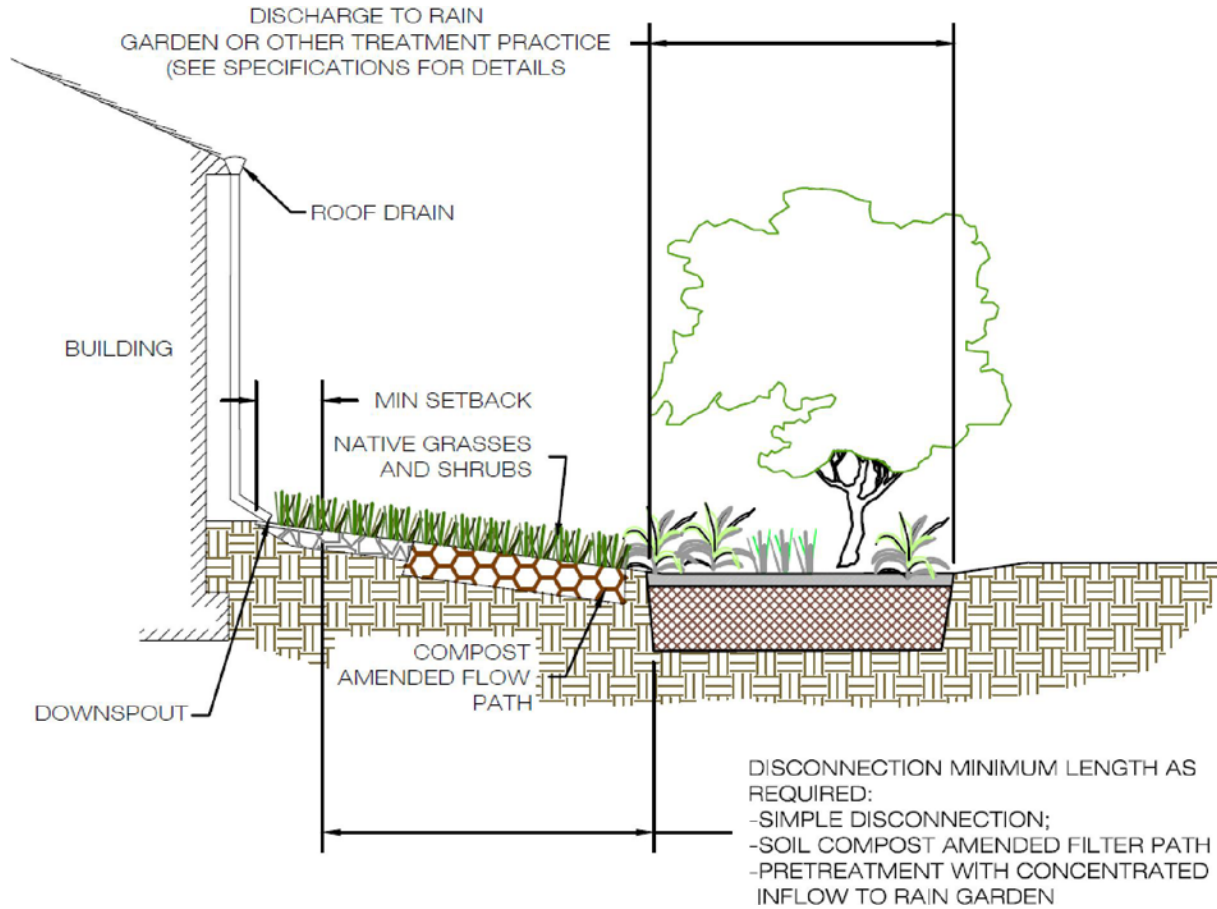 DISCHARGE TO RAIN
GARDEN OR OTHER TREATMENT PRACTICE
(SEE SPECIFICATIONS FOR DETAILS
ROOF DRAIN
BUILDING
MIN SETBACK
NATIVE GRASSES
AND SHRUBS
COMPOST
AMENDED FLOW
PATH
DOWNSPOUT
DISCONNECTION MINIMUM LENGTH AS
REQUIRED:
-SIMPLE DISCONNECTION;
-SOIL COMPOST AMENDED FILTER PATH
-PRETREATMENT WITH CONCENTRATED
INFLOW TO RAIN GARDEN